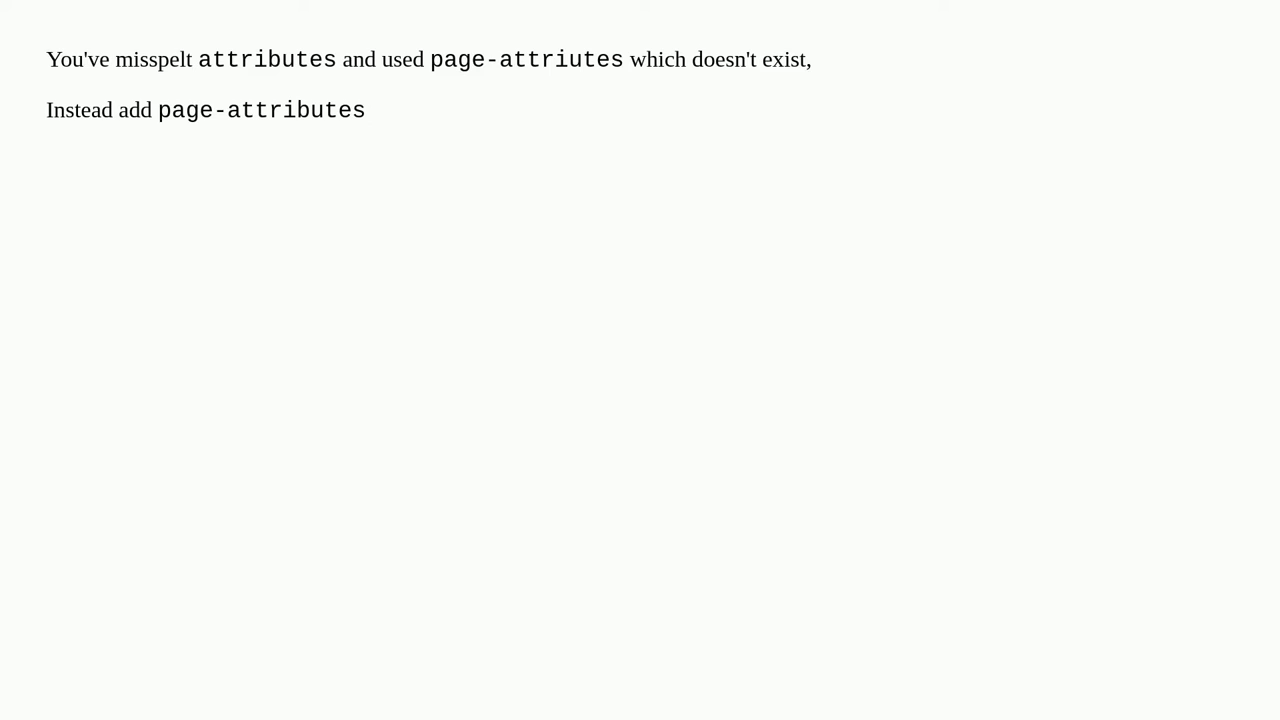 You've misspelt attributes and used page-attriutes which doesn't exist,
Instead add page-attributes